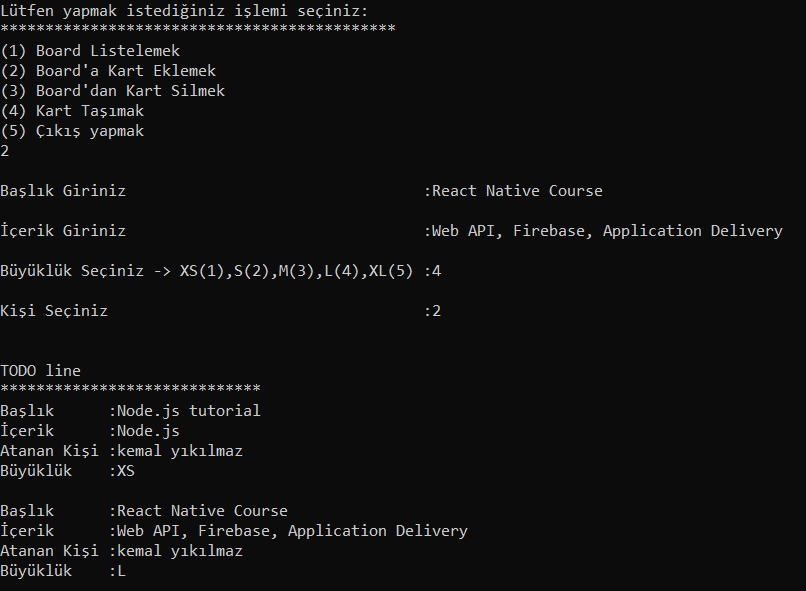 Lütfen yapmak istediğiniz işlemi seçiniz:
********************************************
(1) Board Listelemek
(2) Board'a Kart Eklemek
(3) Board'dan Kart Silmek
(4) Kart Taşımak
(5) Çıkış yapmak
2
Başlık Giriniz :React Native Course
İçerik Giriniz :Web API, Firebase, Application Delivery
Büyüklük Seçiniz -> XS(1),S(2),M(3),L(4),XL(5) :4
Kişi Seçiniz :2
TODO line
*****************************
Başlık :Node.js tutorial
İçerik :Node.js
Atanan Kişi :kemal yıkılmaz
Büyüklük :XS
Başlık :React Native Course
İçerik :Web API, Firebase, Application Delivery
Atanan Kişi :kemal yıkılmaz
Büyüklük :L